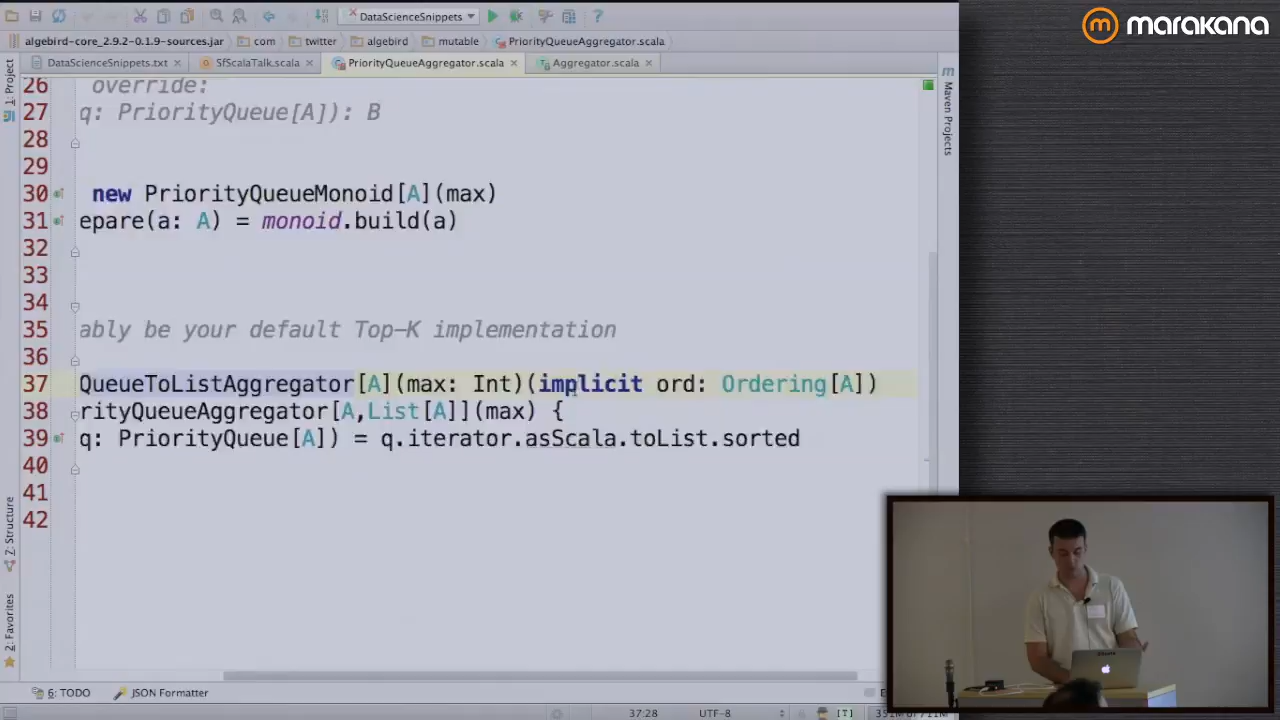 DataScienceSnippets
marakana
algebird-core_2.9.2-0.1.9-sources.jar com twitter algebird mutable PriorityQueueAggregator.scala
DataScienceSnippets.txt SfScalaTalk.scala PriorityQueueAggregator.scala Aggregator.scala
1: Project
Maven Projects
26 override:
27 q: PriorityQueue[A]): B
28
29
30 new PriorityQueueMonoid[A](max)
31 epare(a: A) = monoid.build(a)
32
33
34
35 ably be your default Top-K implementation
36
37 QueueToListAggregator[A](max: Int)(implicit ord: Ordering[A])
38 rityQueueAggregator[A,List[A]](max) {
39 q: PriorityQueue[A]) = q.iterator.asScala.toList.sorted
40
41
42
7: Structure
2: Favorites
6: TODO JSON Formatter
37:28 UTF-8 [T]